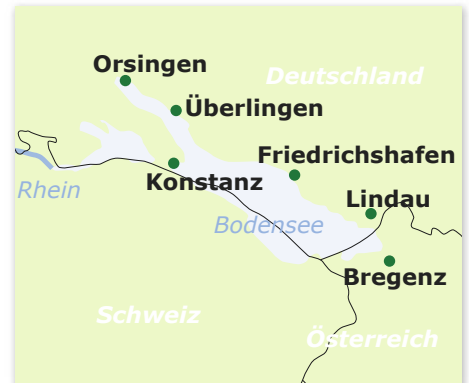 Orsingen
Deutschland
Überlingen
Friedrichshafen
Konstanz
Rhein
Lindau
Bodensee
Bregenz
Schweiz
Österreich